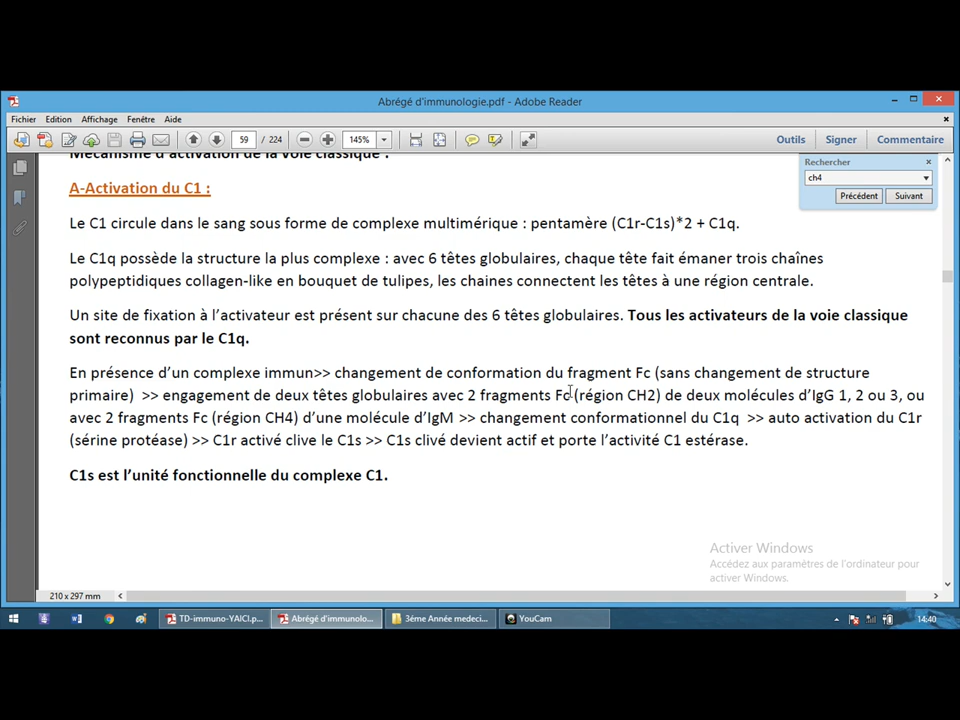 Abrégé d'immunologie.pdf - Adobe Reader
Fichier Edition Affichage Fenêtre Aide
59 / 224 145% Outils Signer Commentaire
Mécanisme d'activation de la voie classique :
Rechercher
ch4
Précédent Suivant
A-Activation du C1 :
Le C1 circule dans le sang sous forme de complexe multimérique : pentamère (C1r-C1s)*2 + C1q.
Le C1q possède la structure la plus complexe : avec 6 têtes globulaires, chaque tête fait émaner trois chaînes
polypeptidiques collagen-like en bouquet de tulipes, les chaines connectent les têtes à une région centrale.
Un site de fixation à l'activateur est présent sur chacune des 6 têtes globulaires. Tous les activateurs de la voie classique
sont reconnus par le C1q.
En présence d'un complexe immun>> changement de conformation du fragment Fc (sans changement de structure
primaire) >> engagement de deux têtes globulaires avec 2 fragments Fc (région CH2) de deux molécules d'IgG 1, 2 ou 3, ou
avec 2 fragments Fc (région CH4) d'une molécule d'IgM >> changement conformationnel du C1q >> auto activation du C1r
(sérine protéase) >> C1r activé clive le C1s >> C1s clivé devient actif et porte l'activité C1 estérase.
C1s est l'unité fonctionnelle du complexe C1.
Activer Windows
Accédez aux paramètres de l'ordinateur pour
activer Windows.
210 x 297 mm
TD-immuno-YAICI.p... Abrégé d'immunolo... 3éme Année medeci... YouCam 14:40